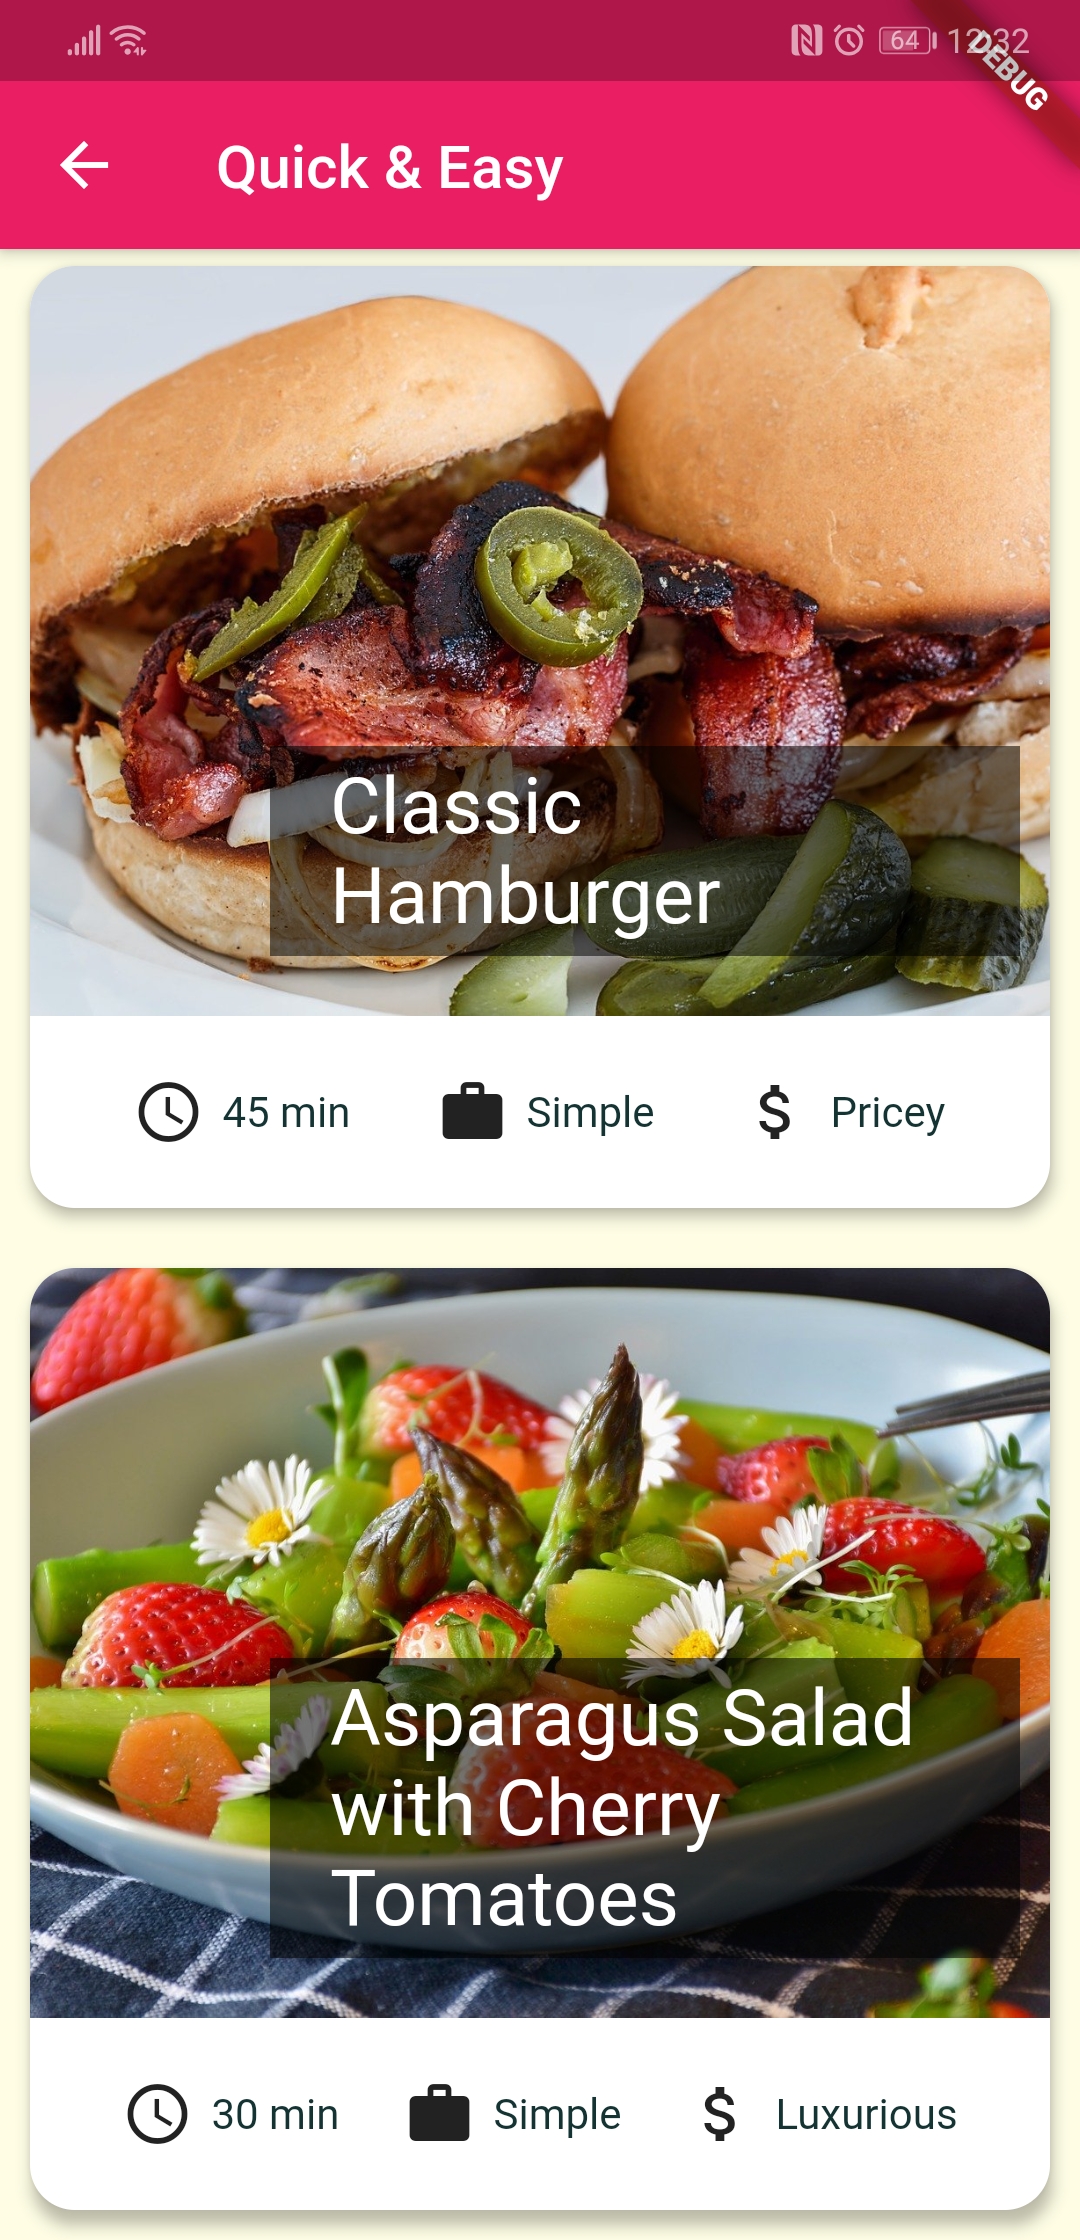 64 12:32
DEBUG
Quick & Easy
Classic
Hamburger
45 min Simple Pricey
Asparagus Salad
with Cherry
Tomatoes
30 min Simple Luxurious